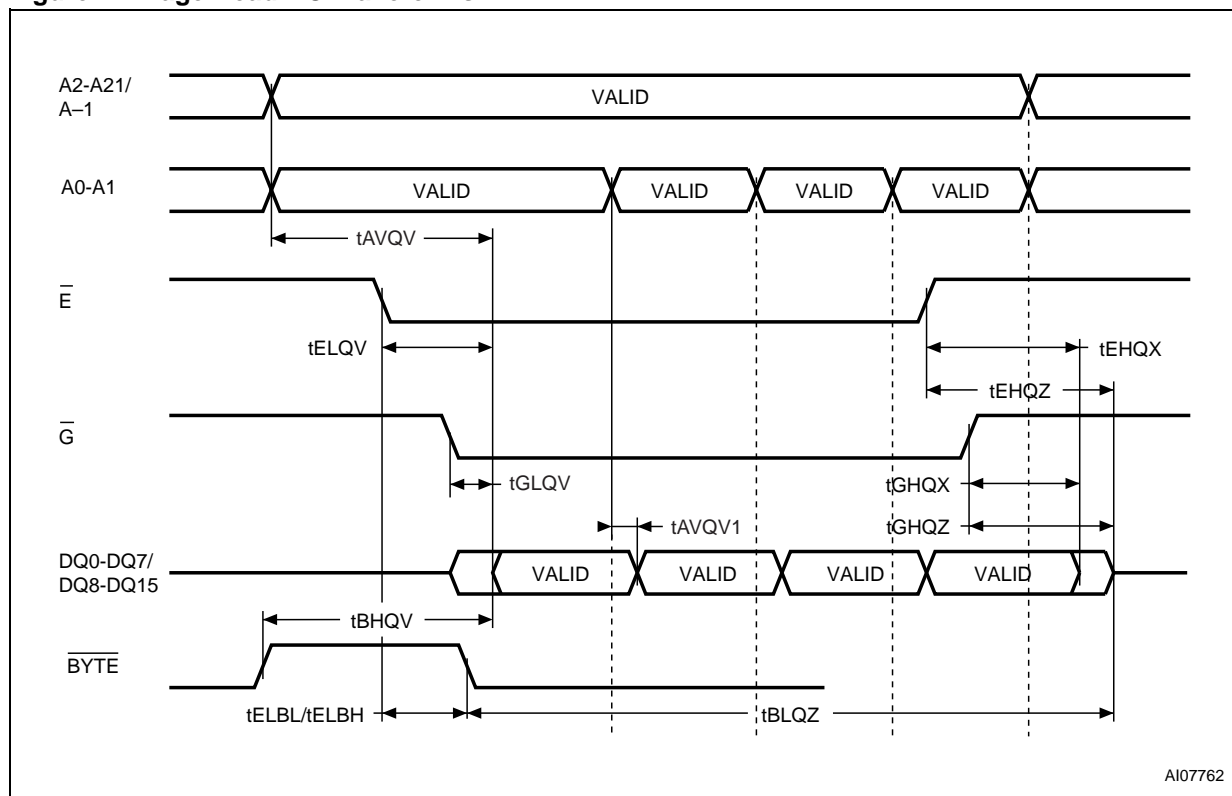 A2-A21/
A–1
VALID
A0-A1
VALID
VALID
VALID
VALID
tAVQV
E
tELQV
tEHQX
tEHQZ
G
tGLQV
tGHQX
tAVQV1
tGHQZ
DQ0-DQ7/
DQ8-DQ15
VALID
VALID
VALID
VALID
tBHQV
BYTE
tELBL/tELBH
tBLQZ
AI07762